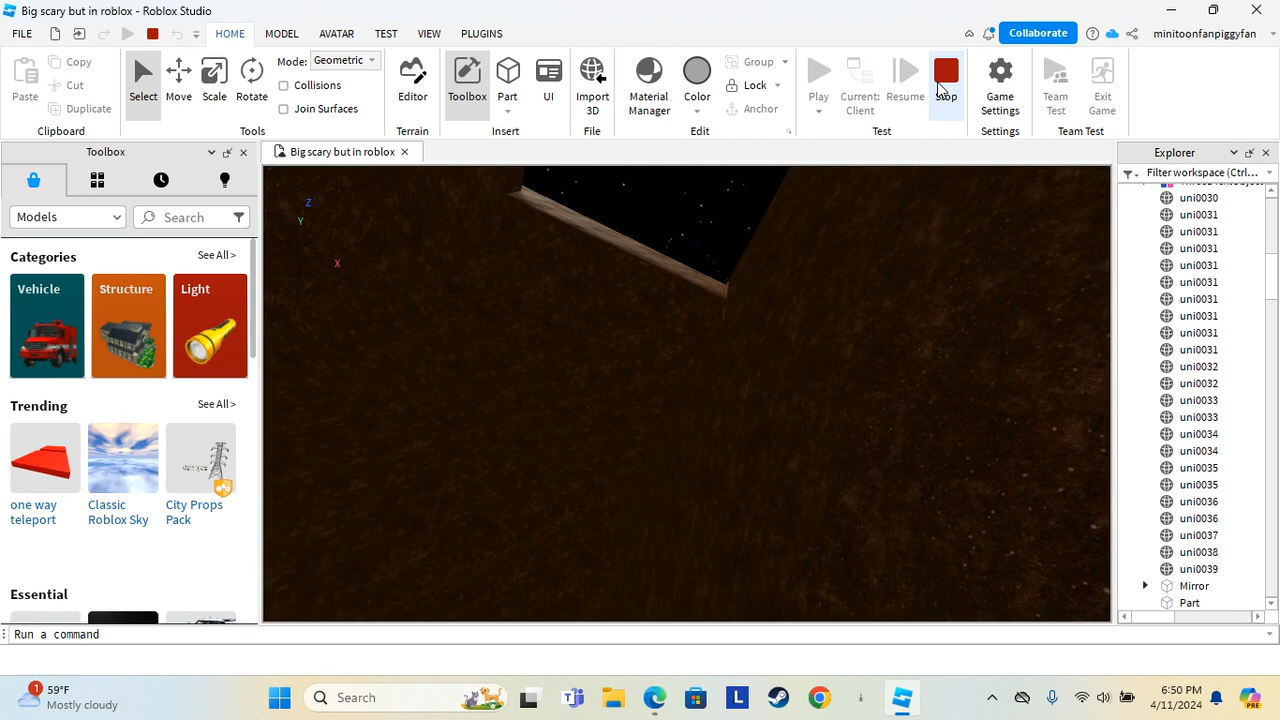 Big scary but in roblox - Roblox Studio
FILE
HOME
MODEL
AVATAR
TEST
VIEW
PLUGINS
Collaborate
minitoonfanpiggyfan
Paste
Copy
Cut
Duplicate
Clipboard
Select
Move
Scale
Rotate
Mode: Geometric
Collisions
Join Surfaces
Tools
Editor
Terrain
Toolbox
Part
UI
Insert
Import 3D
File
Material Manager
Color
Group
Lock
Anchor
Edit
Play
Current: Client
Resume
Stop
Test
Game Settings
Settings
Team Test
Exit Game
Team Test
Toolbox
Big scary but in roblox
Explorer
Filter workspace (Ctrl...
Models
Search
Categories
See All >
Vehicle
Structure
Light
Trending
See All >
one way teleport
Classic Roblox Sky
City Props Pack
Essential
See All >
Z
Y
X
uni0030
uni0031
uni0031
uni0031
uni0031
uni0031
uni0031
uni0031
uni0031
uni0031
uni0032
uni0032
uni0033
uni0033
uni0034
uni0034
uni0035
uni0035
uni0036
uni0036
uni0037
uni0038
uni0039
Mirror
Part
Run a command
1
59°F
Mostly cloudy
Search
L
6:50 PM
4/11/2024
PRE